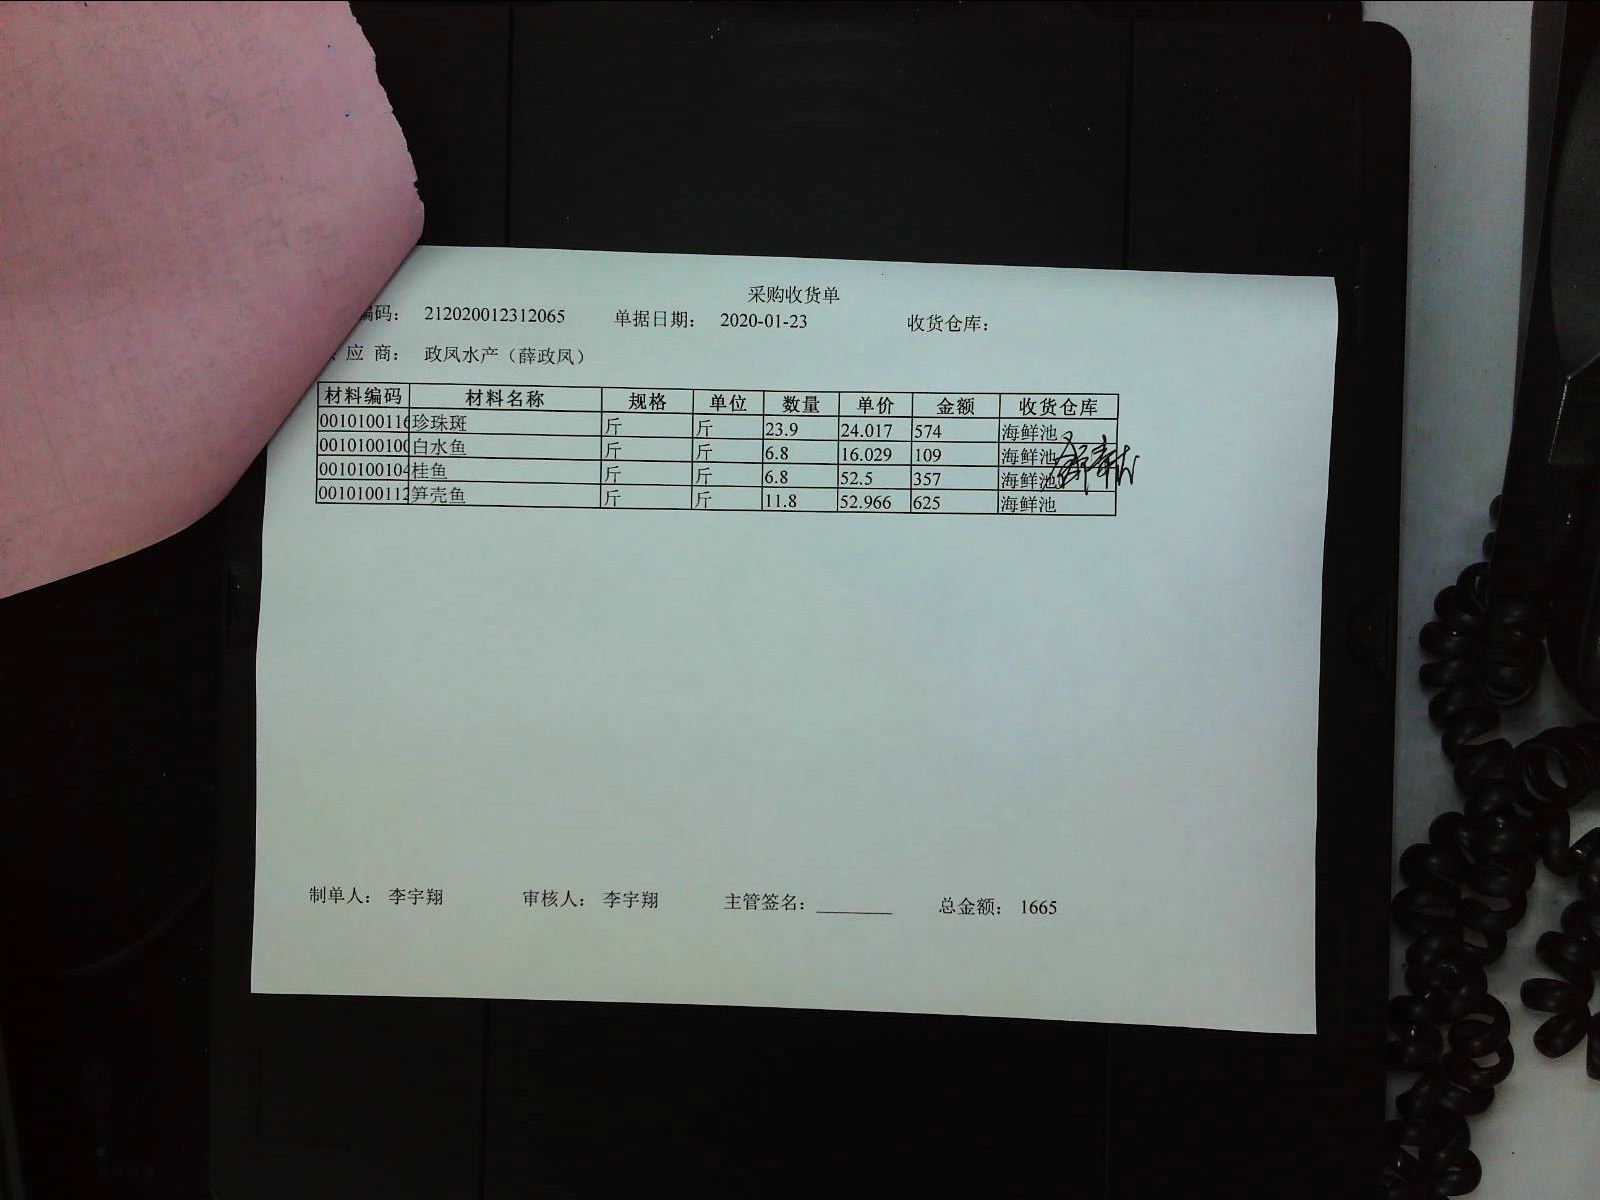 采购收货单
编码： 212020012312065 单据日期： 2020-01-23 收货仓库：
应 商： 政凤水产（薛政凤）
材料编码 材料名称 规格 单位 数量 单价 金额 收货仓库
0010100116 珍珠斑 斤 斤 23.9 24.017 574 海鲜池
0010100100 白水鱼 斤 斤 6.8 16.029 109 海鲜池
0010100104 桂鱼 斤 斤 6.8 52.5 357 海鲜池
0010100112 笋壳鱼 斤 斤 11.8 52.966 625 海鲜池
制单人： 李宇翔 审核人： 李宇翔 主管签名： 总金额： 1665